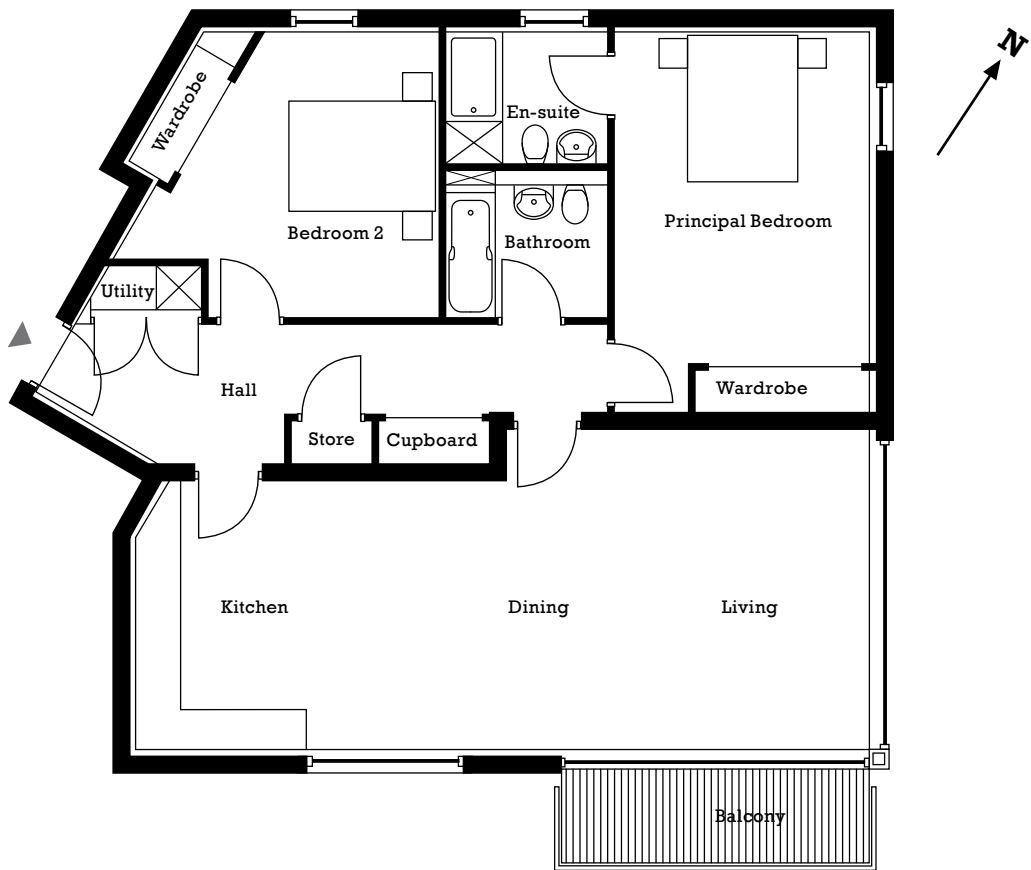 N
Wardrobe
En-suite
Principal Bedroom
Bedroom 2
Bathroom
Utility
Hall
Wardrobe
Store
Cupboard
Kitchen
Dining
Living
Balcony